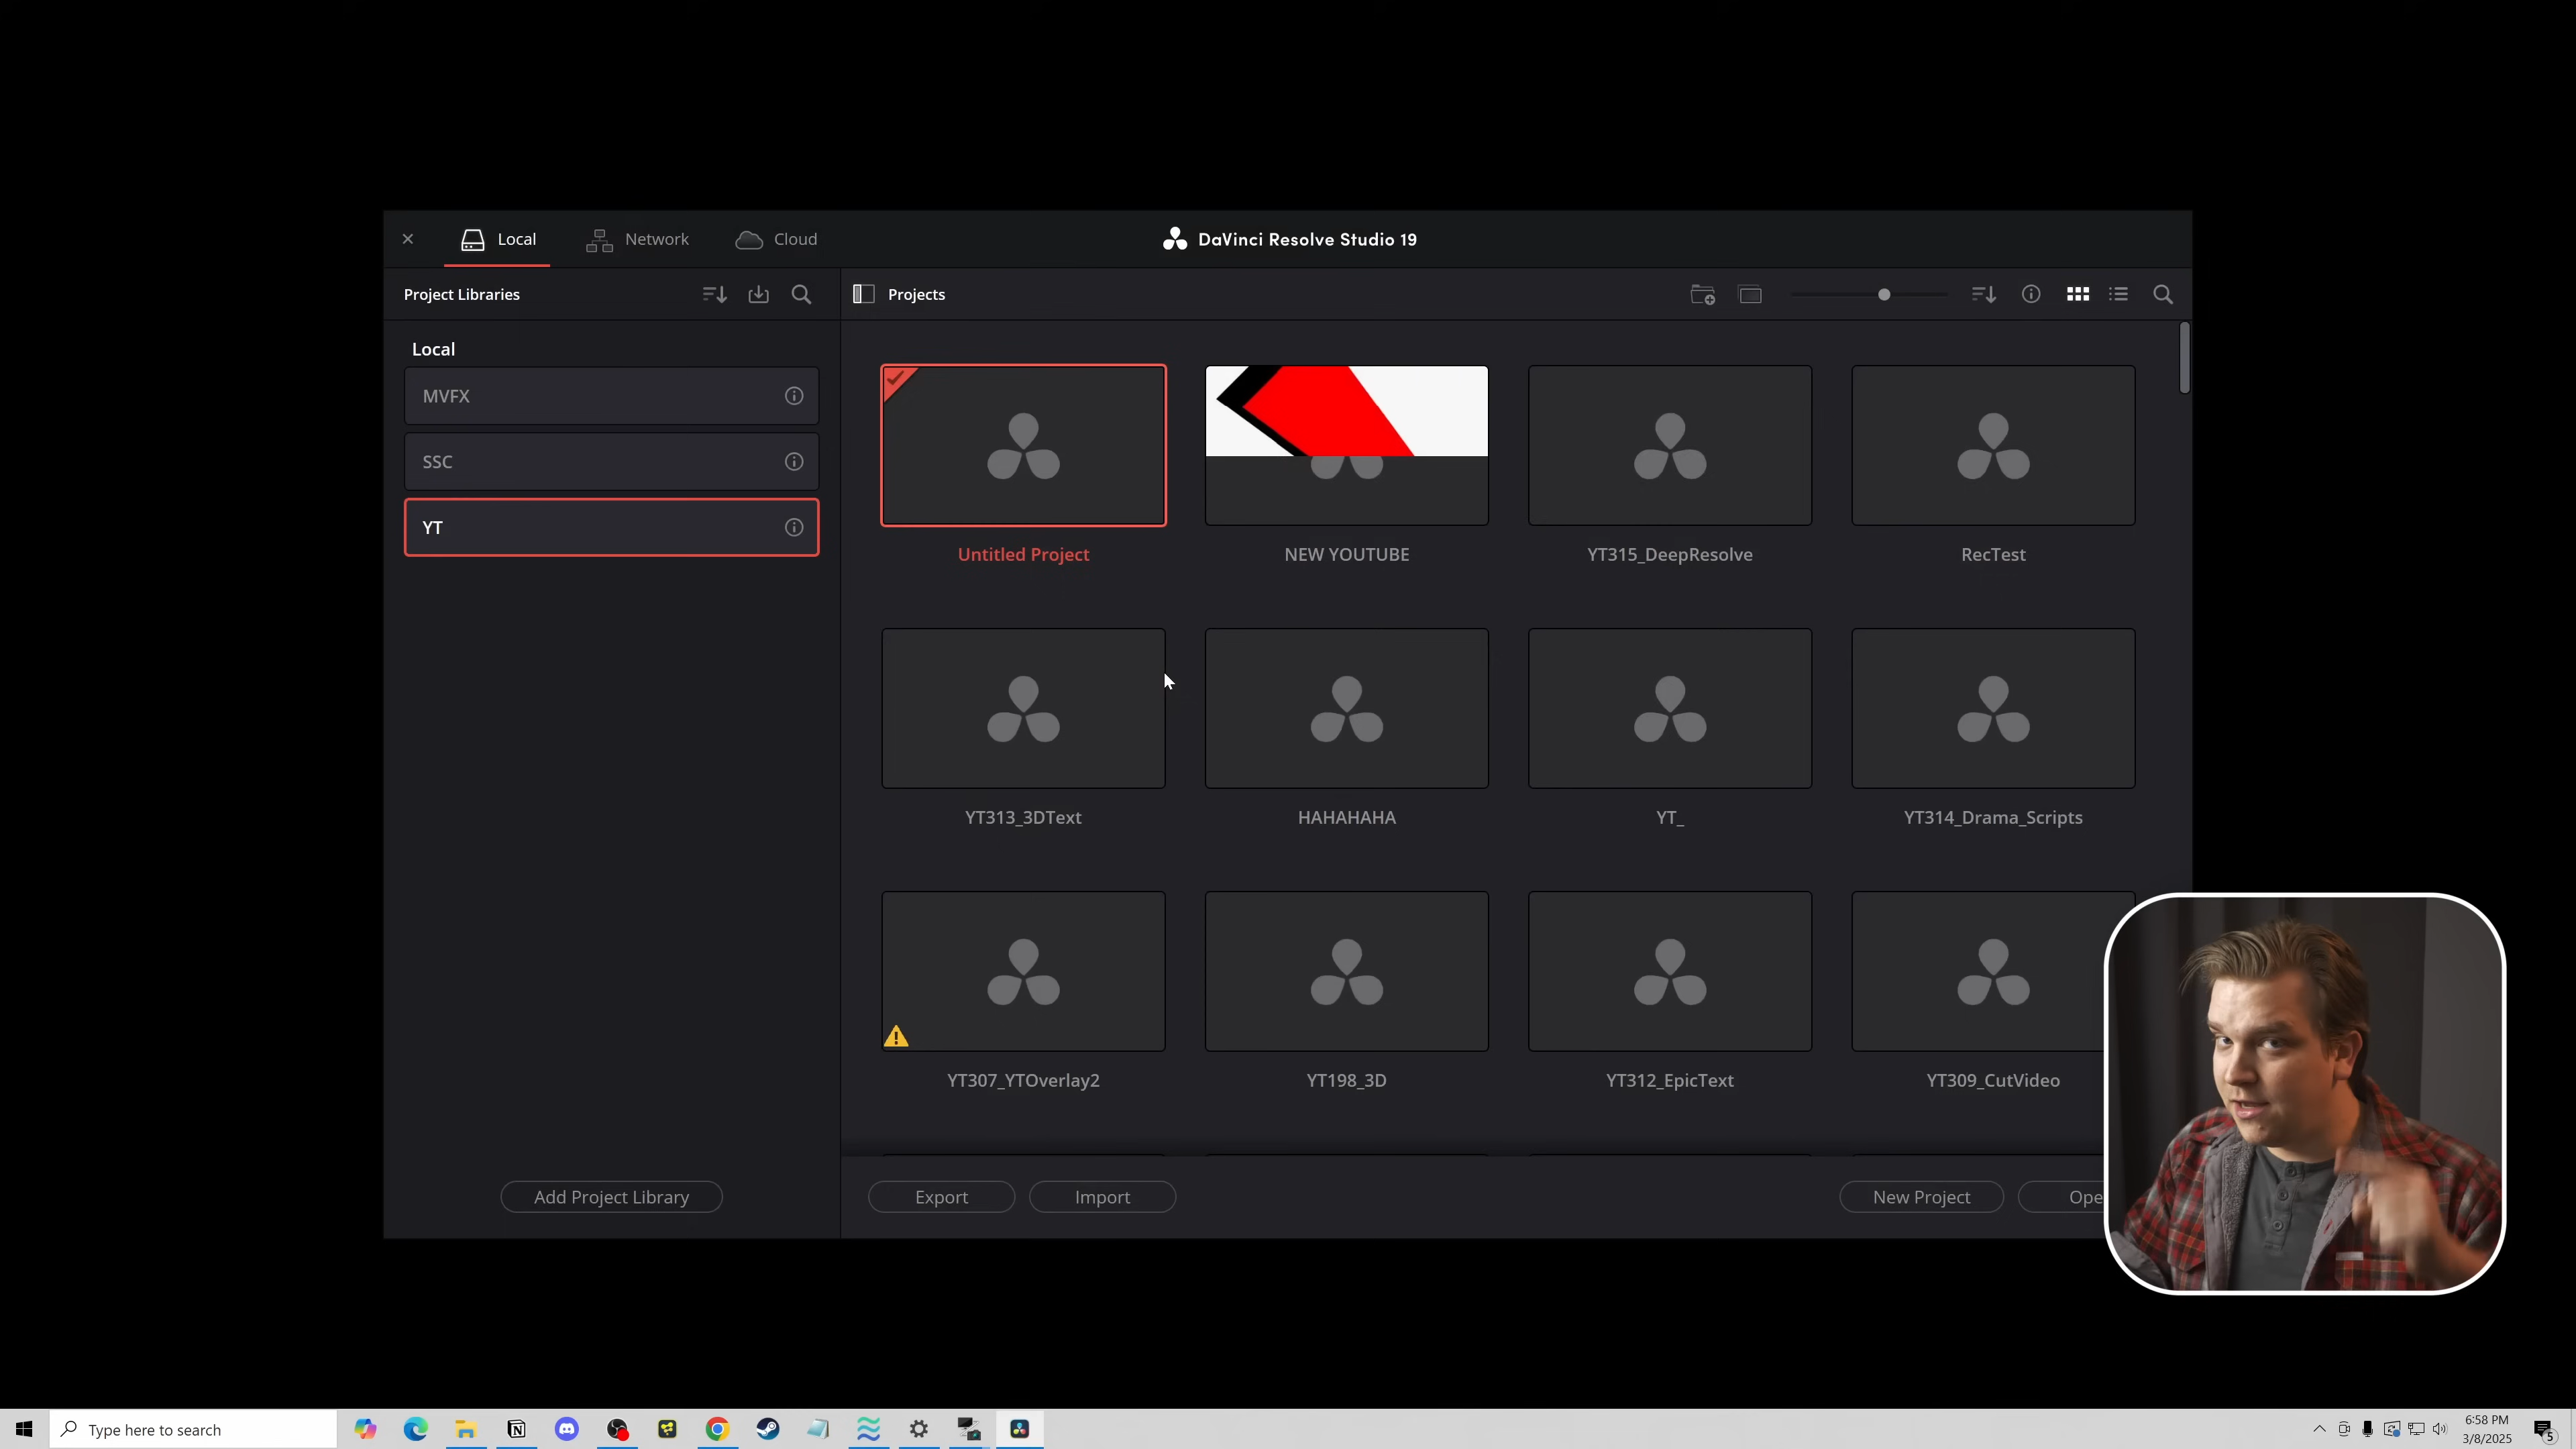 Local
Network
Cloud
DaVinci Resolve Studio 19
Project Libraries
Projects
Local
MVFX
SSC
YT
Untitled Project
NEW YOUTUBE
YT315_DeepResolve
RecTest
YT313_3DText
HAHAHAHA
YT_
YT314_Drama_Scripts
YT307_YTOverlay2
YT198_3D
YT312_EpicText
YT309_CutVideo
Add Project Library
Export
Import
New Project
Ope
Type here to search
6:58 PM
3/8/2025
5